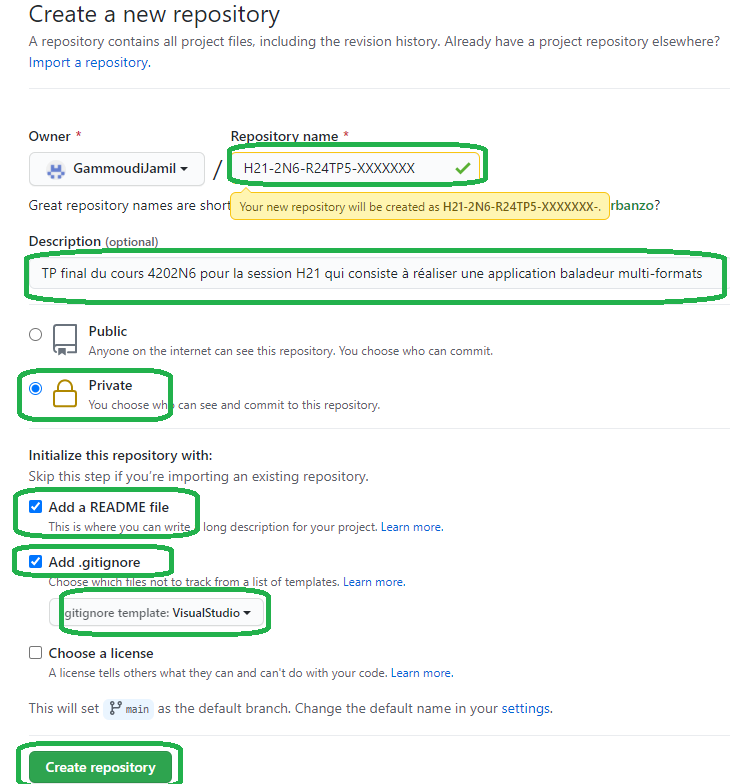 Create a new repository
A repository contains all project files, including the revision history. Already have a project repository elsewhere?
Import a repository.
Owner * Repository name *
GammoudiJamil / H21-2N6-R24TP5-XXXXXXX
Great repository names are short rbanzo?
Your new repository will be created as H21-2N6-R24TP5-XXXXXXX-.
Description (optional)
TP final du cours 4202N6 pour la session H21 qui consiste à réaliser une application baladeur multi-formats
Public
Anyone on the internet can see this repository. You choose who can commit.
Private
You choose who can see and commit to this repository.
Initialize this repository with:
Skip this step if you're importing an existing repository.
Add a README file
This is where you can write a long description for your project. Learn more.
Add .gitignore
Choose which files not to track from a list of templates. Learn more.
.gitignore template: VisualStudio
Choose a license
A license tells others what they can and can't do with your code. Learn more.
This will set main as the default branch. Change the default name in your settings.
Create repository